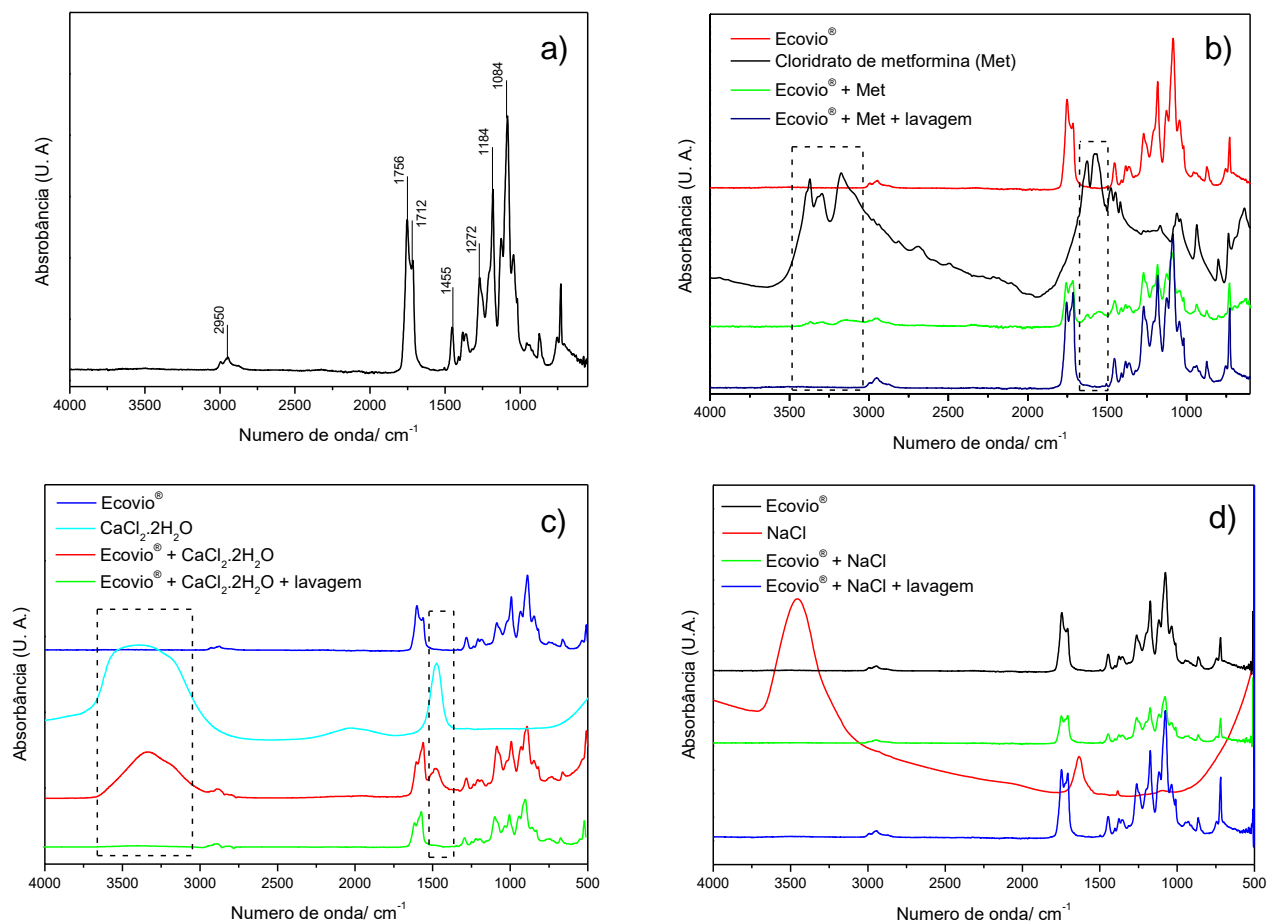 a)
2950
1756
1712
1455
1272
1184
1084
Absrobância (U. A.)
4000 3500 3000 2500 2000 1500 1000
Numero de onda/ cm-1
b)
Ecovio®
Cloridrato de metformina (Met)
Ecovio® + Met
Ecovio® + Met + lavagem
Absorbância (U. A.)
4000 3500 3000 2500 2000 1500 1000
Numero de onda/ cm-1
c)
Ecovio®
CaCl2.2H2O
Ecovio® + CaCl2.2H2O
Ecovio® + CaCl2.2H2O + lavagem
Absorbância (U.A.)
4000 3500 3000 2500 2000 1500 1000 500
Numero de onda/ cm-1
d)
Ecovio®
NaCl
Ecovio® + NaCl
Ecovio® + NaCl + lavagem
Absorbância (U.A.)
4000 3500 3000 2500 2000 1500 1000 500
Numero de onda/ cm-1